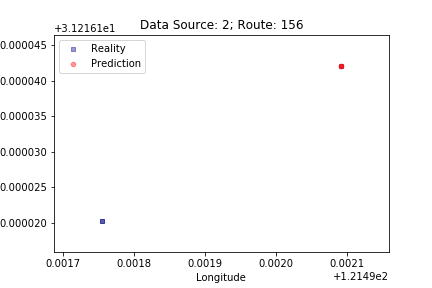 Data Source: 2; Route: 156
+3.12161e1
Reality
Prediction
0.000045
0.000040
0.000035
0.000030
0.000025
0.000020
0.0017 0.0018 0.0019 0.0020 0.0021
Longitude
+1.2149e2